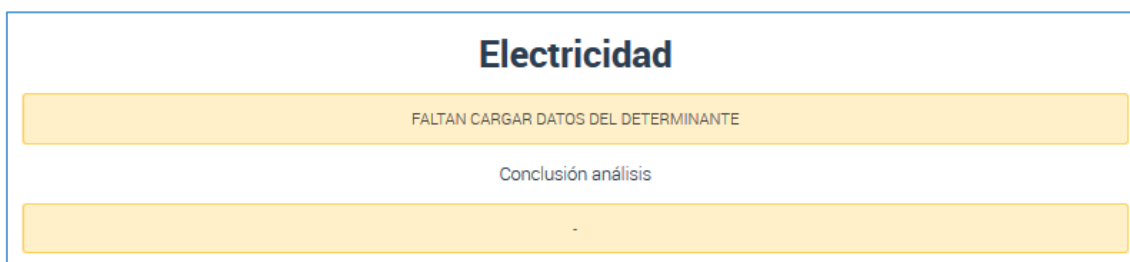 Electricidad
FALTAN CARGAR DATOS DEL DETERMINANTE
Conclusión análisis
-